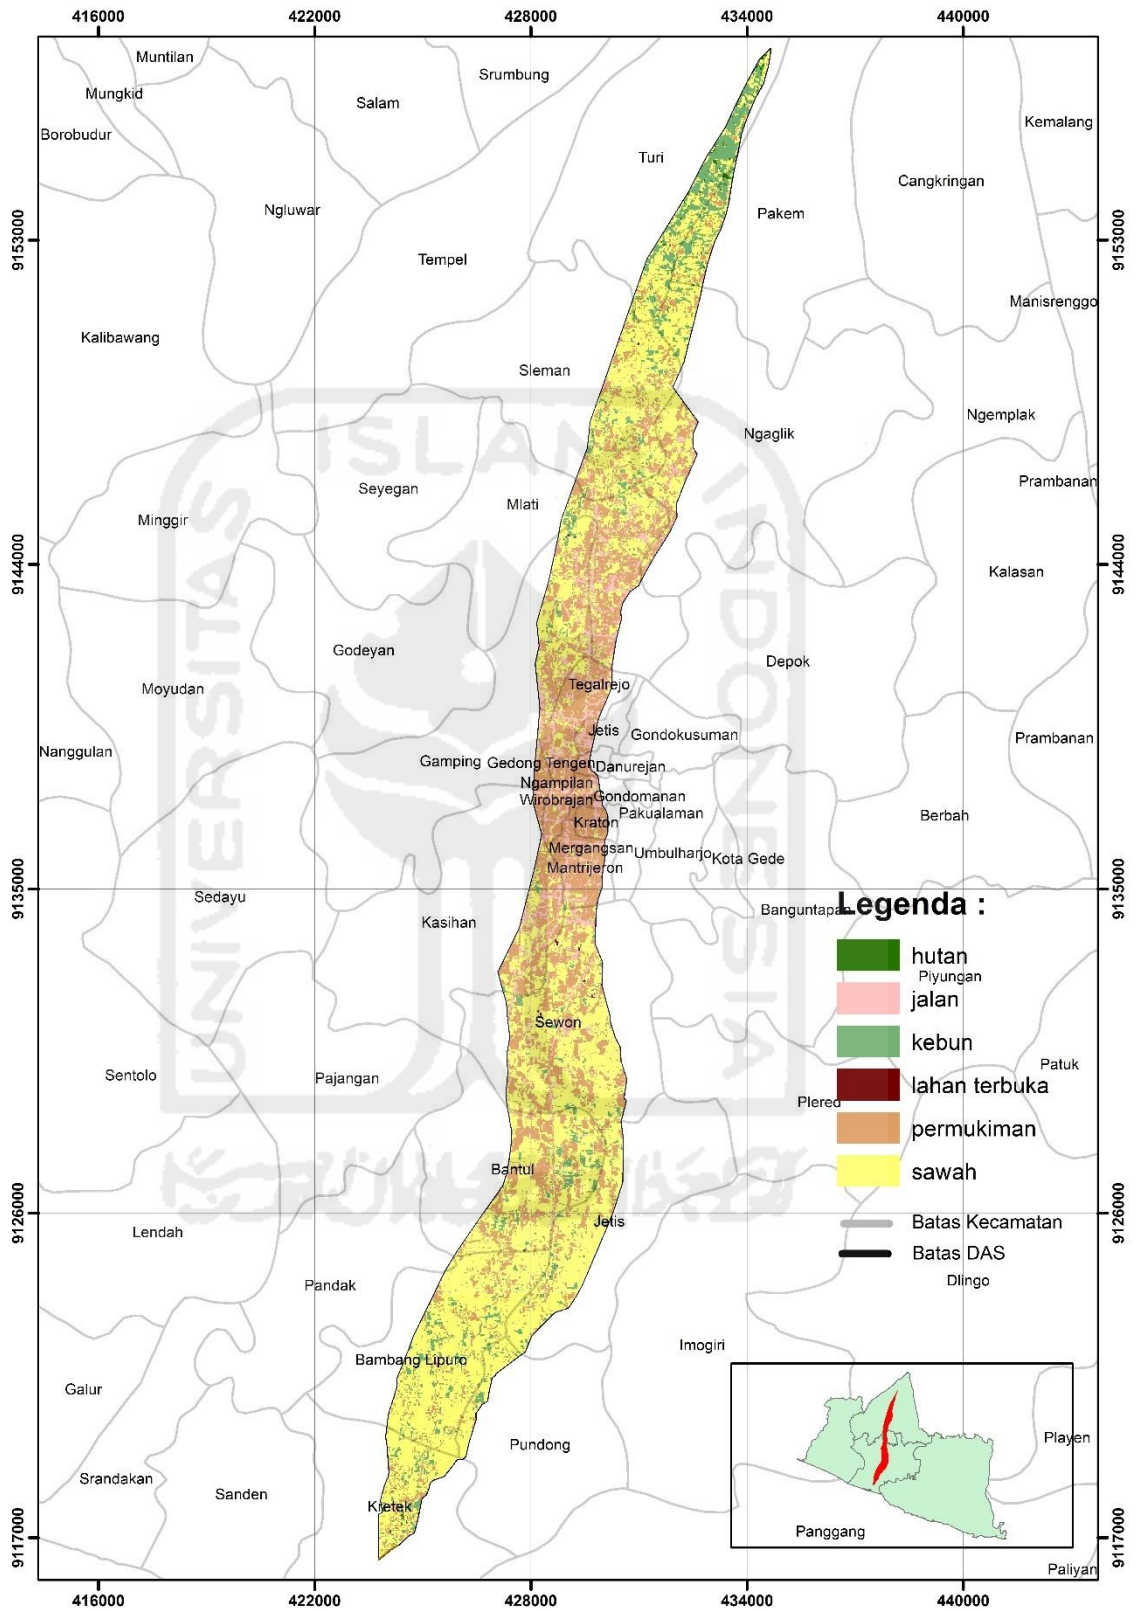 416000 422000 428000 434000 440000
Muntilan
Srumbung
Mungkid
Salam
Kemalang
Borobudur
Turi
Cangkringan
Ngluwar
Pakem
9153000 9153000
Tempel
Manisrenggo
Kalibawang
Sleman
Ngemplak
Ngaglik
ISLAM
Prambanan
Seyegan
Mlati
Minggir
9144000 9144000
Kalasan
UNIVERSITAS
INDONESIA
Godeyan
Depok
Tegalrejo
Moyudan
Jetis
Gondokusuman
Prambanan
Nanggulan
Gamping Gedong Tengen Danurejan
Ngampilan
Wirobrajan Gondomanan
Pakualaman
Berbah
Kraton
Mergangsan Umbulharjo Kota Gede
Mantrijeron
9135000 9135000
Sedayu
Kasihan
Banguntapan
Legenda :
hutan
Piyungan
jalan
Sewon
kebun
Patuk
Sentolo
Pajangan
lahan terbuka
Plered
permukiman
Bantul
sawah
9126000 9126000
Jetis
Batas Kecamatan
Lendah
Batas DAS
Pandak
Dlingo
Imogiri
Bambang Lipuro
Galur
Playen
Pundong
Srandakan
Sanden
Kretek
Panggang
9117000 9117000
Paliyan
416000 422000 428000 434000 440000